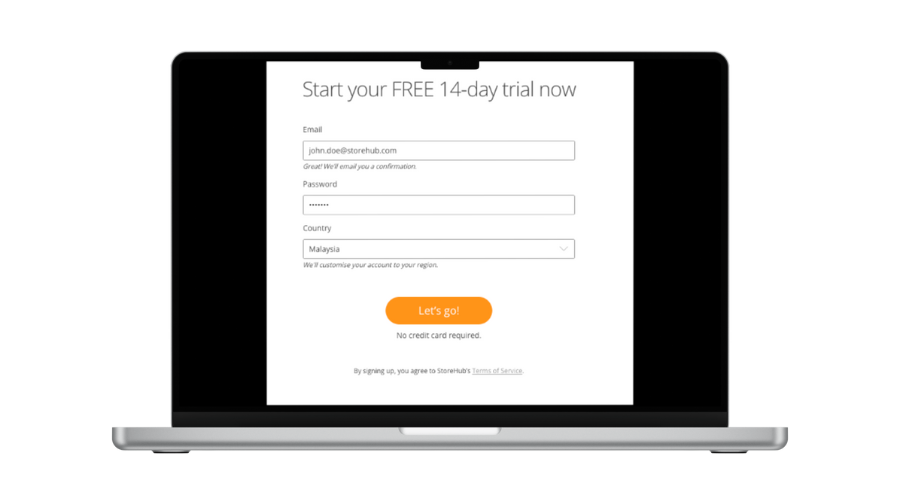 Start your FREE 14-day trial now
Email
john.doe@storehub.com
Great! We'll email you a confirmation.
Password
•••••••
Country
Malaysia
We'll customise your account to your region.
Let's go!
No credit card required.
By signing up, you agree to StoreHub's Terms of Service.